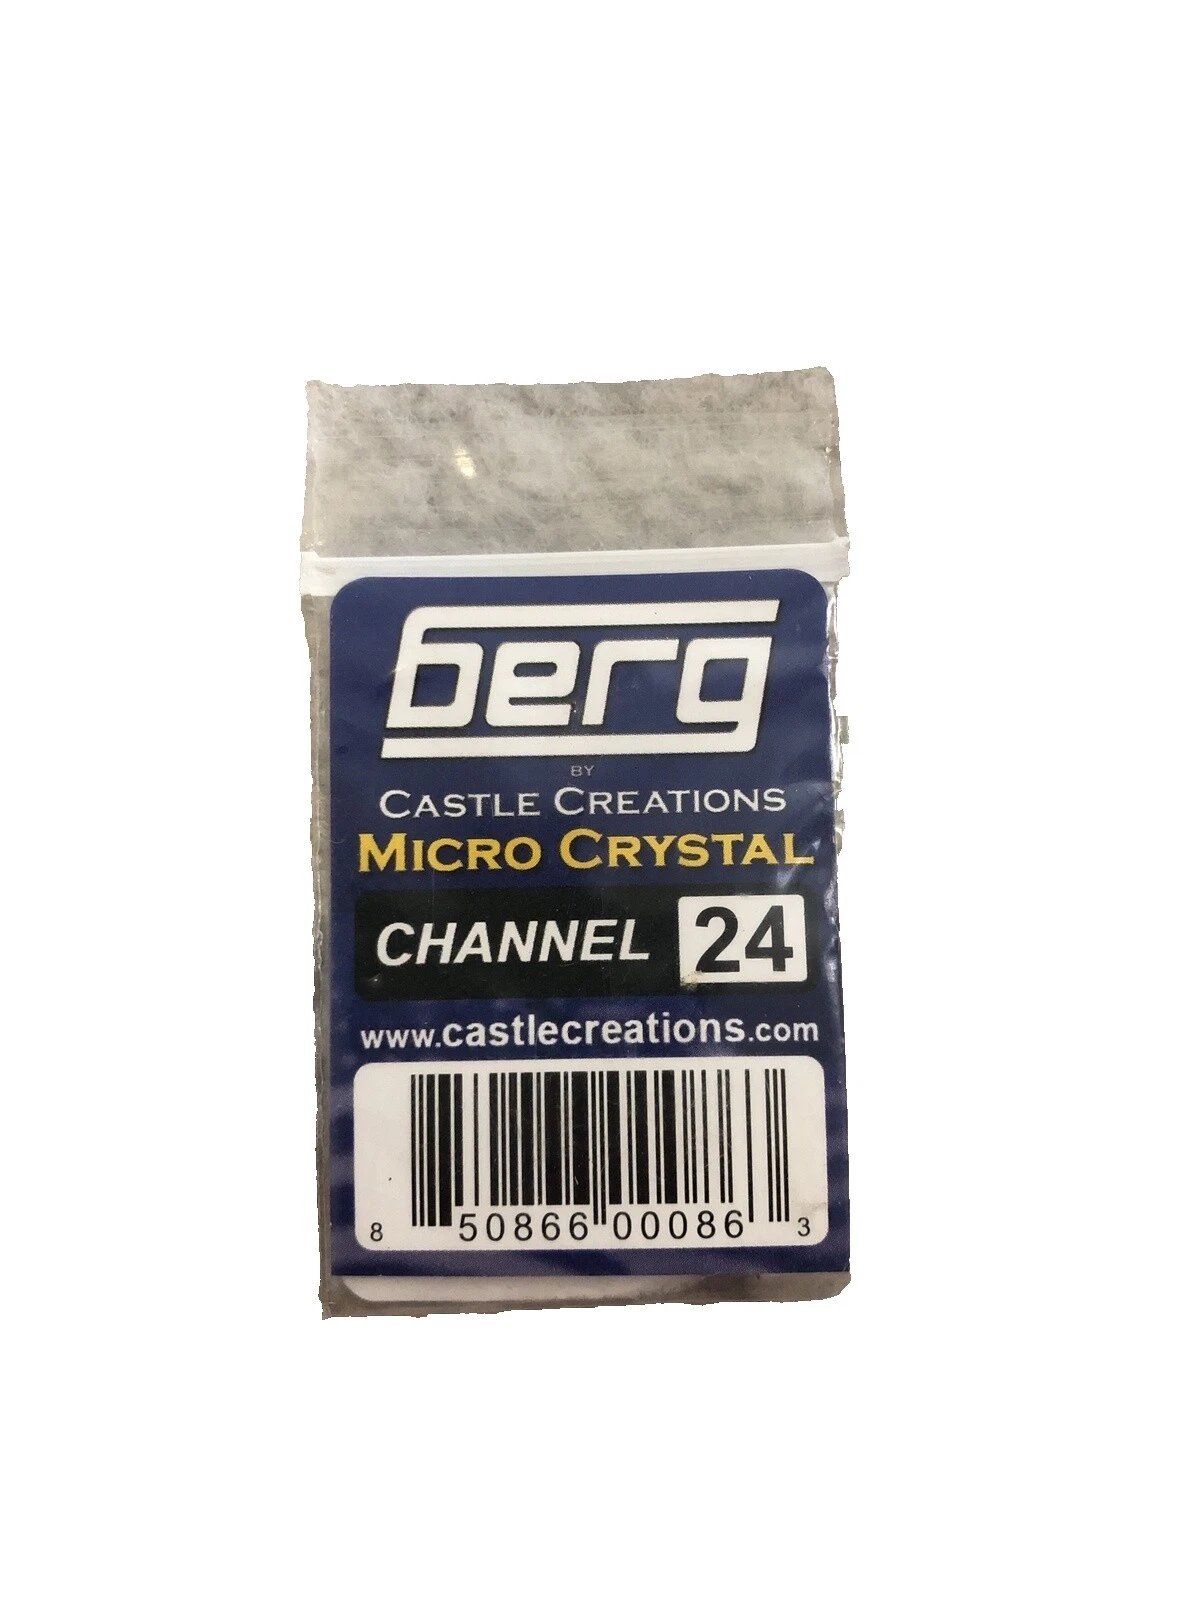 berg
BY
CASTLE CREATIONS
MICRO CRYSTAL
CHANNEL 24
www.castlecreations.com
8 50866 00086 3